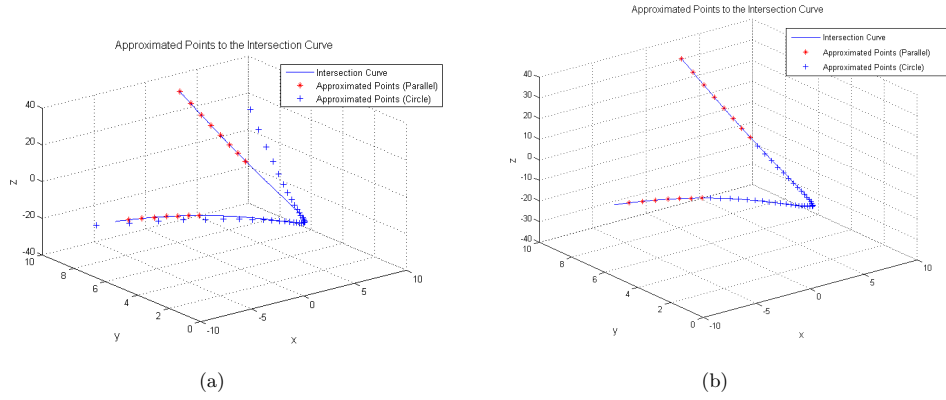 Approximated Points to the Intersection Curve
Intersection Curve
Approximated Points (Parallel)
Approximated Points (Circle)
40
20
0
-20
-40
z
10
8
6
4
2
0
y
-10
-5
0
5
10
x
(a)
Approximated Points to the Intersection Curve
Intersection Curve
Approximated Points (Parallel)
Approximated Points (Circle)
40
30
20
10
0
-10
-20
-30
-40
z
10
8
6
4
2
0
y
-10
-5
0
5
10
x
(b)